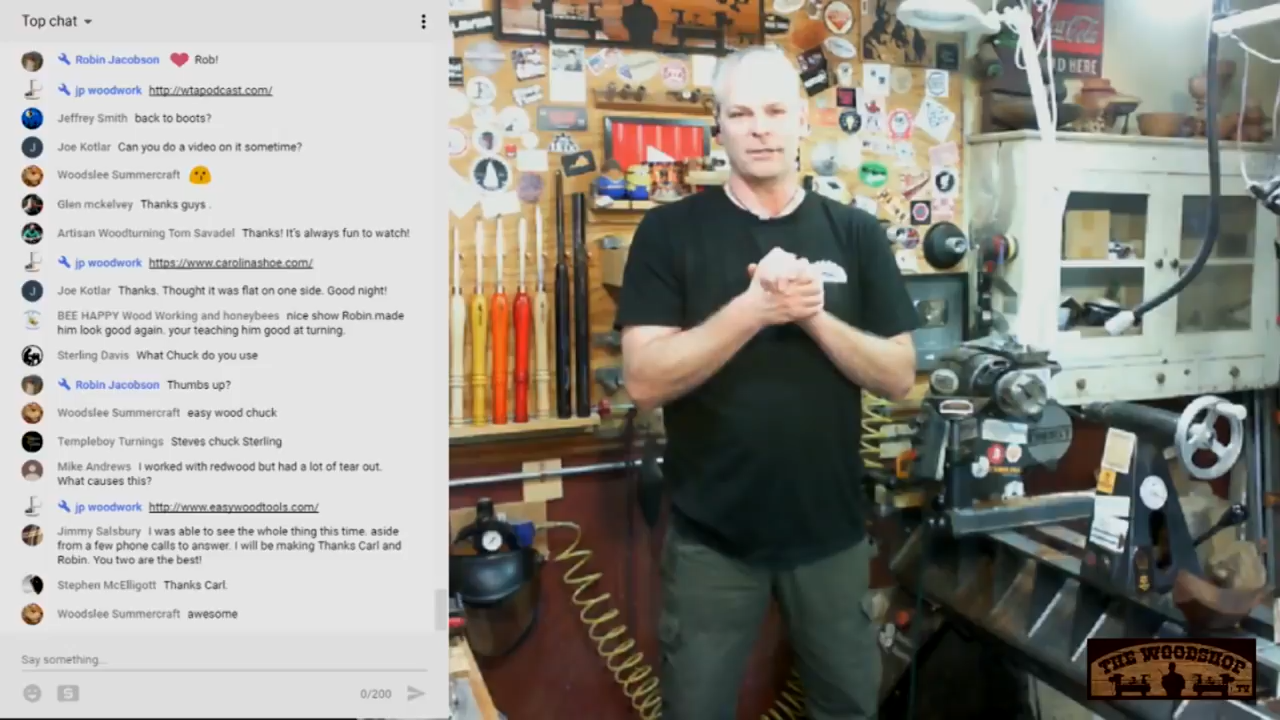 Top chat
Robin Jacobson Rob!
jp woodwork http://wtapodcast.com/
Jeffrey Smith back to boots?
J Joe Kotlar Can you do a video on it sometime?
Woodslee Summercraft
Glen mckelvey Thanks guys .
Artisan Woodturning Tom Savadel Thanks! It's always fun to watch!
jp woodwork https://www.carolinashoe.com/
J Joe Kotlar Thanks. Thought it was flat on one side. Good night!
BEE HAPPY Wood Working and honeybees nice show Robin.made
him look good again. your teaching him good at turning.
Sterling Davis What Chuck do you use
Robin Jacobson Thumbs up?
Woodslee Summercraft easy wood chuck
Templeboy Turnings Steves chuck Sterling
Mike Andrews I worked with redwood but had a lot of tear out.
What causes this?
jp woodwork http://www.easywoodtools.com/
Jimmy Salsbury I was able to see the whole thing this time. aside
from a few phone calls to answer. I will be making Thanks Carl and
Robin. You two are the best!
Stephen McElligott Thanks Carl.
Woodslee Summercraft awesome
Say something...
S 0/200
Coca-Cola
D HERE
THE WOODSHOP
.TV